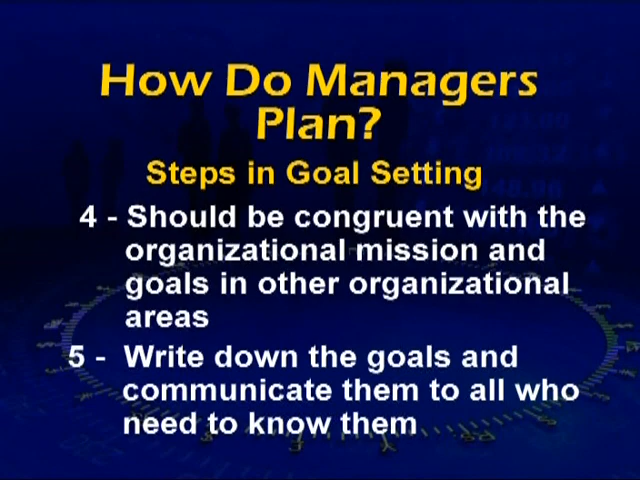 How Do Managers
Plan?
Steps in Goal Setting
4 - Should be congruent with the
organizational mission and
goals in other organizational
areas
5 - Write down the goals and
communicate them to all who
need to know them